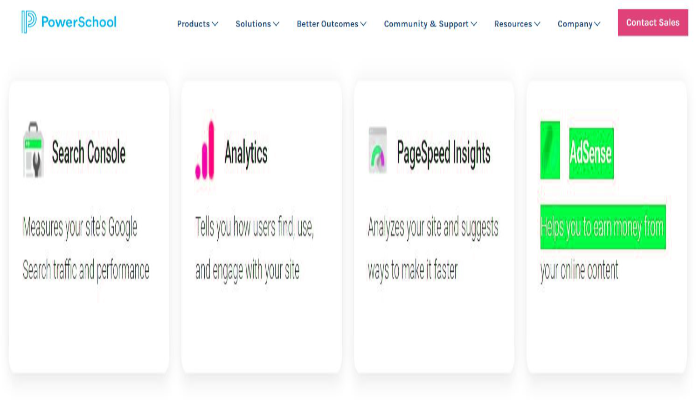 PowerSchool
Products Solutions Better Outcomes Community & Support Resources Company Contact Sales
Search Console
Measures your site's Google
Search traffic and performance
Analytics
Tells you how users find, use,
and engage with your site
PageSpeed Insights
Analyzes your site and suggests
ways to make it faster
AdSense
Helps you to earn money from
your online content